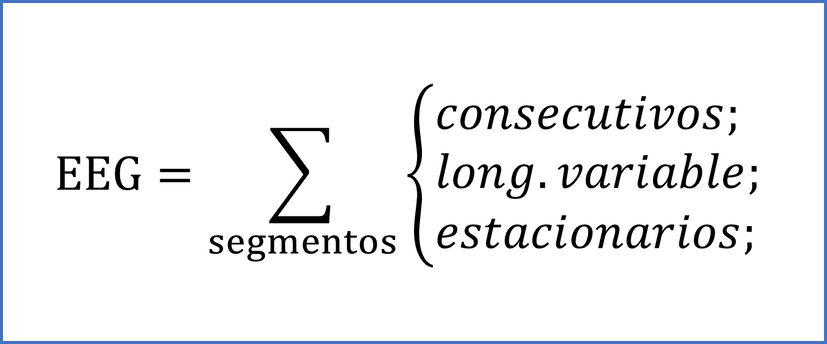 EEG = ∑ segmentos { consecutivos;
long. variable;
estacionarios;